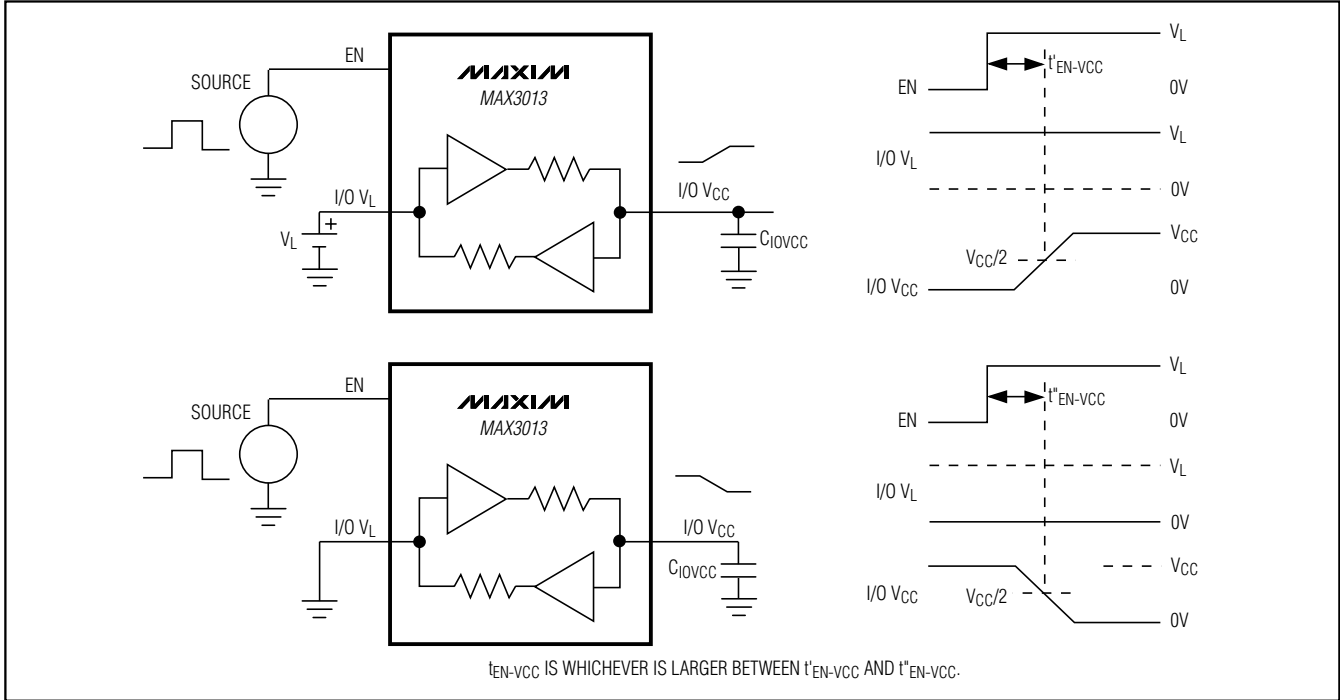 EN
SOURCE
MAXIM
MAX3013
I/O VL
VL
+
I/O VCC
CIOVCC
EN
VL
t'EN-VCC
0V
I/O VL
VL
0V
VCC/2
VCC
I/O VCC
0V
EN
SOURCE
MAXIM
MAX3013
I/O VL
I/O VCC
CIOVCC
EN
VL
t"EN-VCC
0V
VL
I/O VL
0V
VCC
I/O VCC
VCC/2
0V
tEN-VCC IS WHICHEVER IS LARGER BETWEEN t'EN-VCC AND t"EN-VCC.